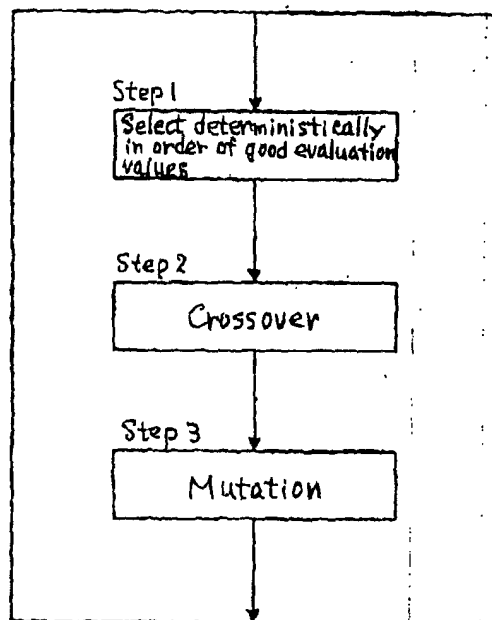 Step 1
Select deterministically
in order of good evaluation
values
Step 2
Crossover
Step 3
Mutation